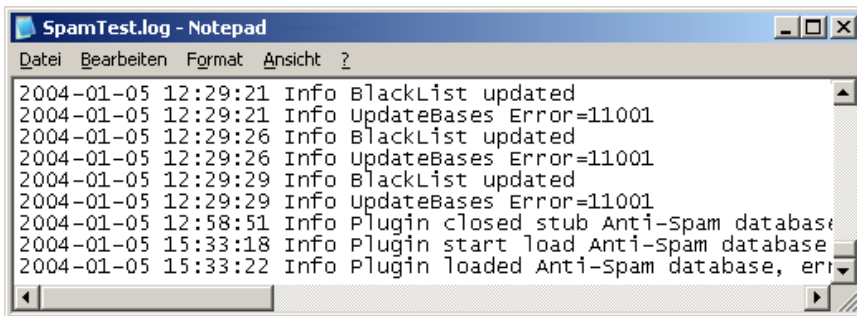 SpamTest.log - Notepad
Datei Bearbeiten Format Ansicht ?
2004-01-05 12:29:21 Info BlackList updated
2004-01-05 12:29:21 Info UpdateBases Error=11001
2004-01-05 12:29:26 Info BlackList updated
2004-01-05 12:29:26 Info UpdateBases Error=11001
2004-01-05 12:29:29 Info BlackList updated
2004-01-05 12:29:29 Info UpdateBases Error=11001
2004-01-05 12:58:51 Info Plugin closed stub Anti-Spam database
2004-01-05 15:33:18 Info Plugin start load Anti-Spam database
2004-01-05 15:33:22 Info Plugin loaded Anti-Spam database, err